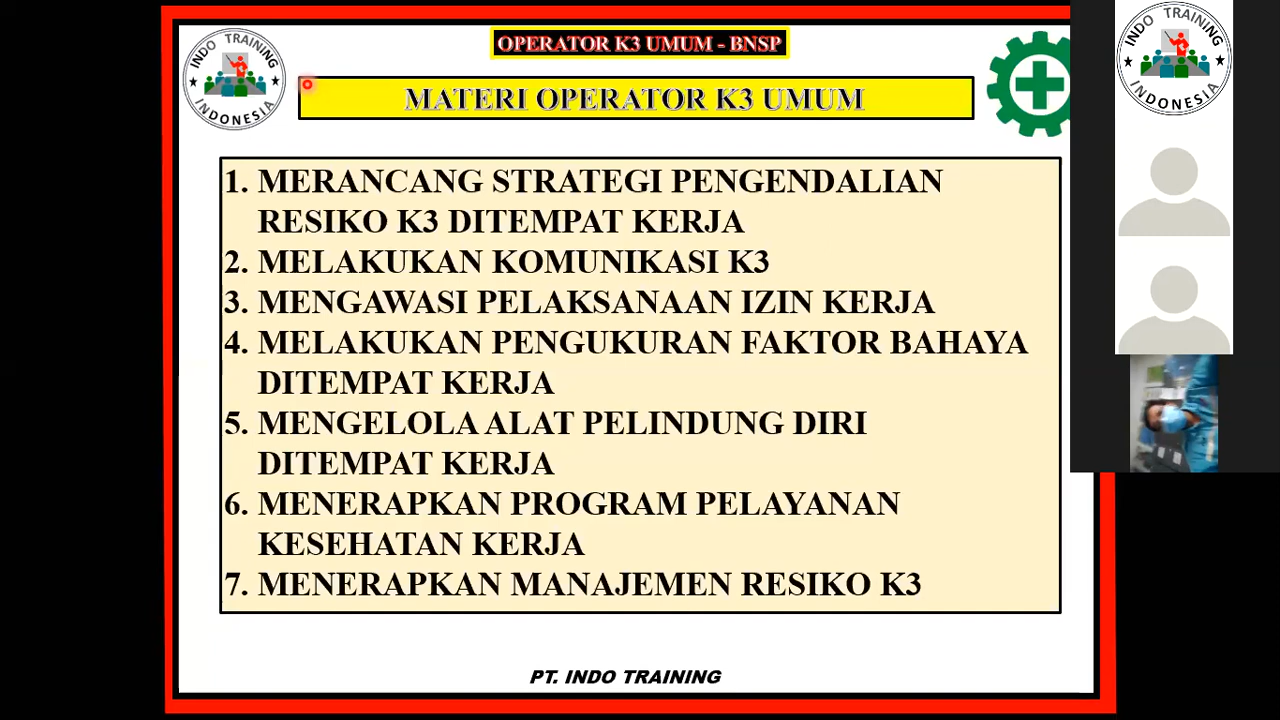 OPERATOR K3 UMUM - BNSP
INDO TRAINING
INDONESIA
MATERI OPERATOR K3 UMUM
INDO TRAINING
INDONESIA
1. MERANCANG STRATEGI PENGENDALIAN
RESIKO K3 DITEMPAT KERJA
2. MELAKUKAN KOMUNIKASI K3
3. MENGAWASI PELAKSANAAN IZIN KERJA
4. MELAKUKAN PENGUKURAN FAKTOR BAHAYA
DITEMPAT KERJA
5. MENGELOLA ALAT PELINDUNG DIRI
DITEMPAT KERJA
6. MENERAPKAN PROGRAM PELAYANAN
KESEHATAN KERJA
7. MENERAPKAN MANAJEMEN RESIKO K3
PT. INDO TRAINING